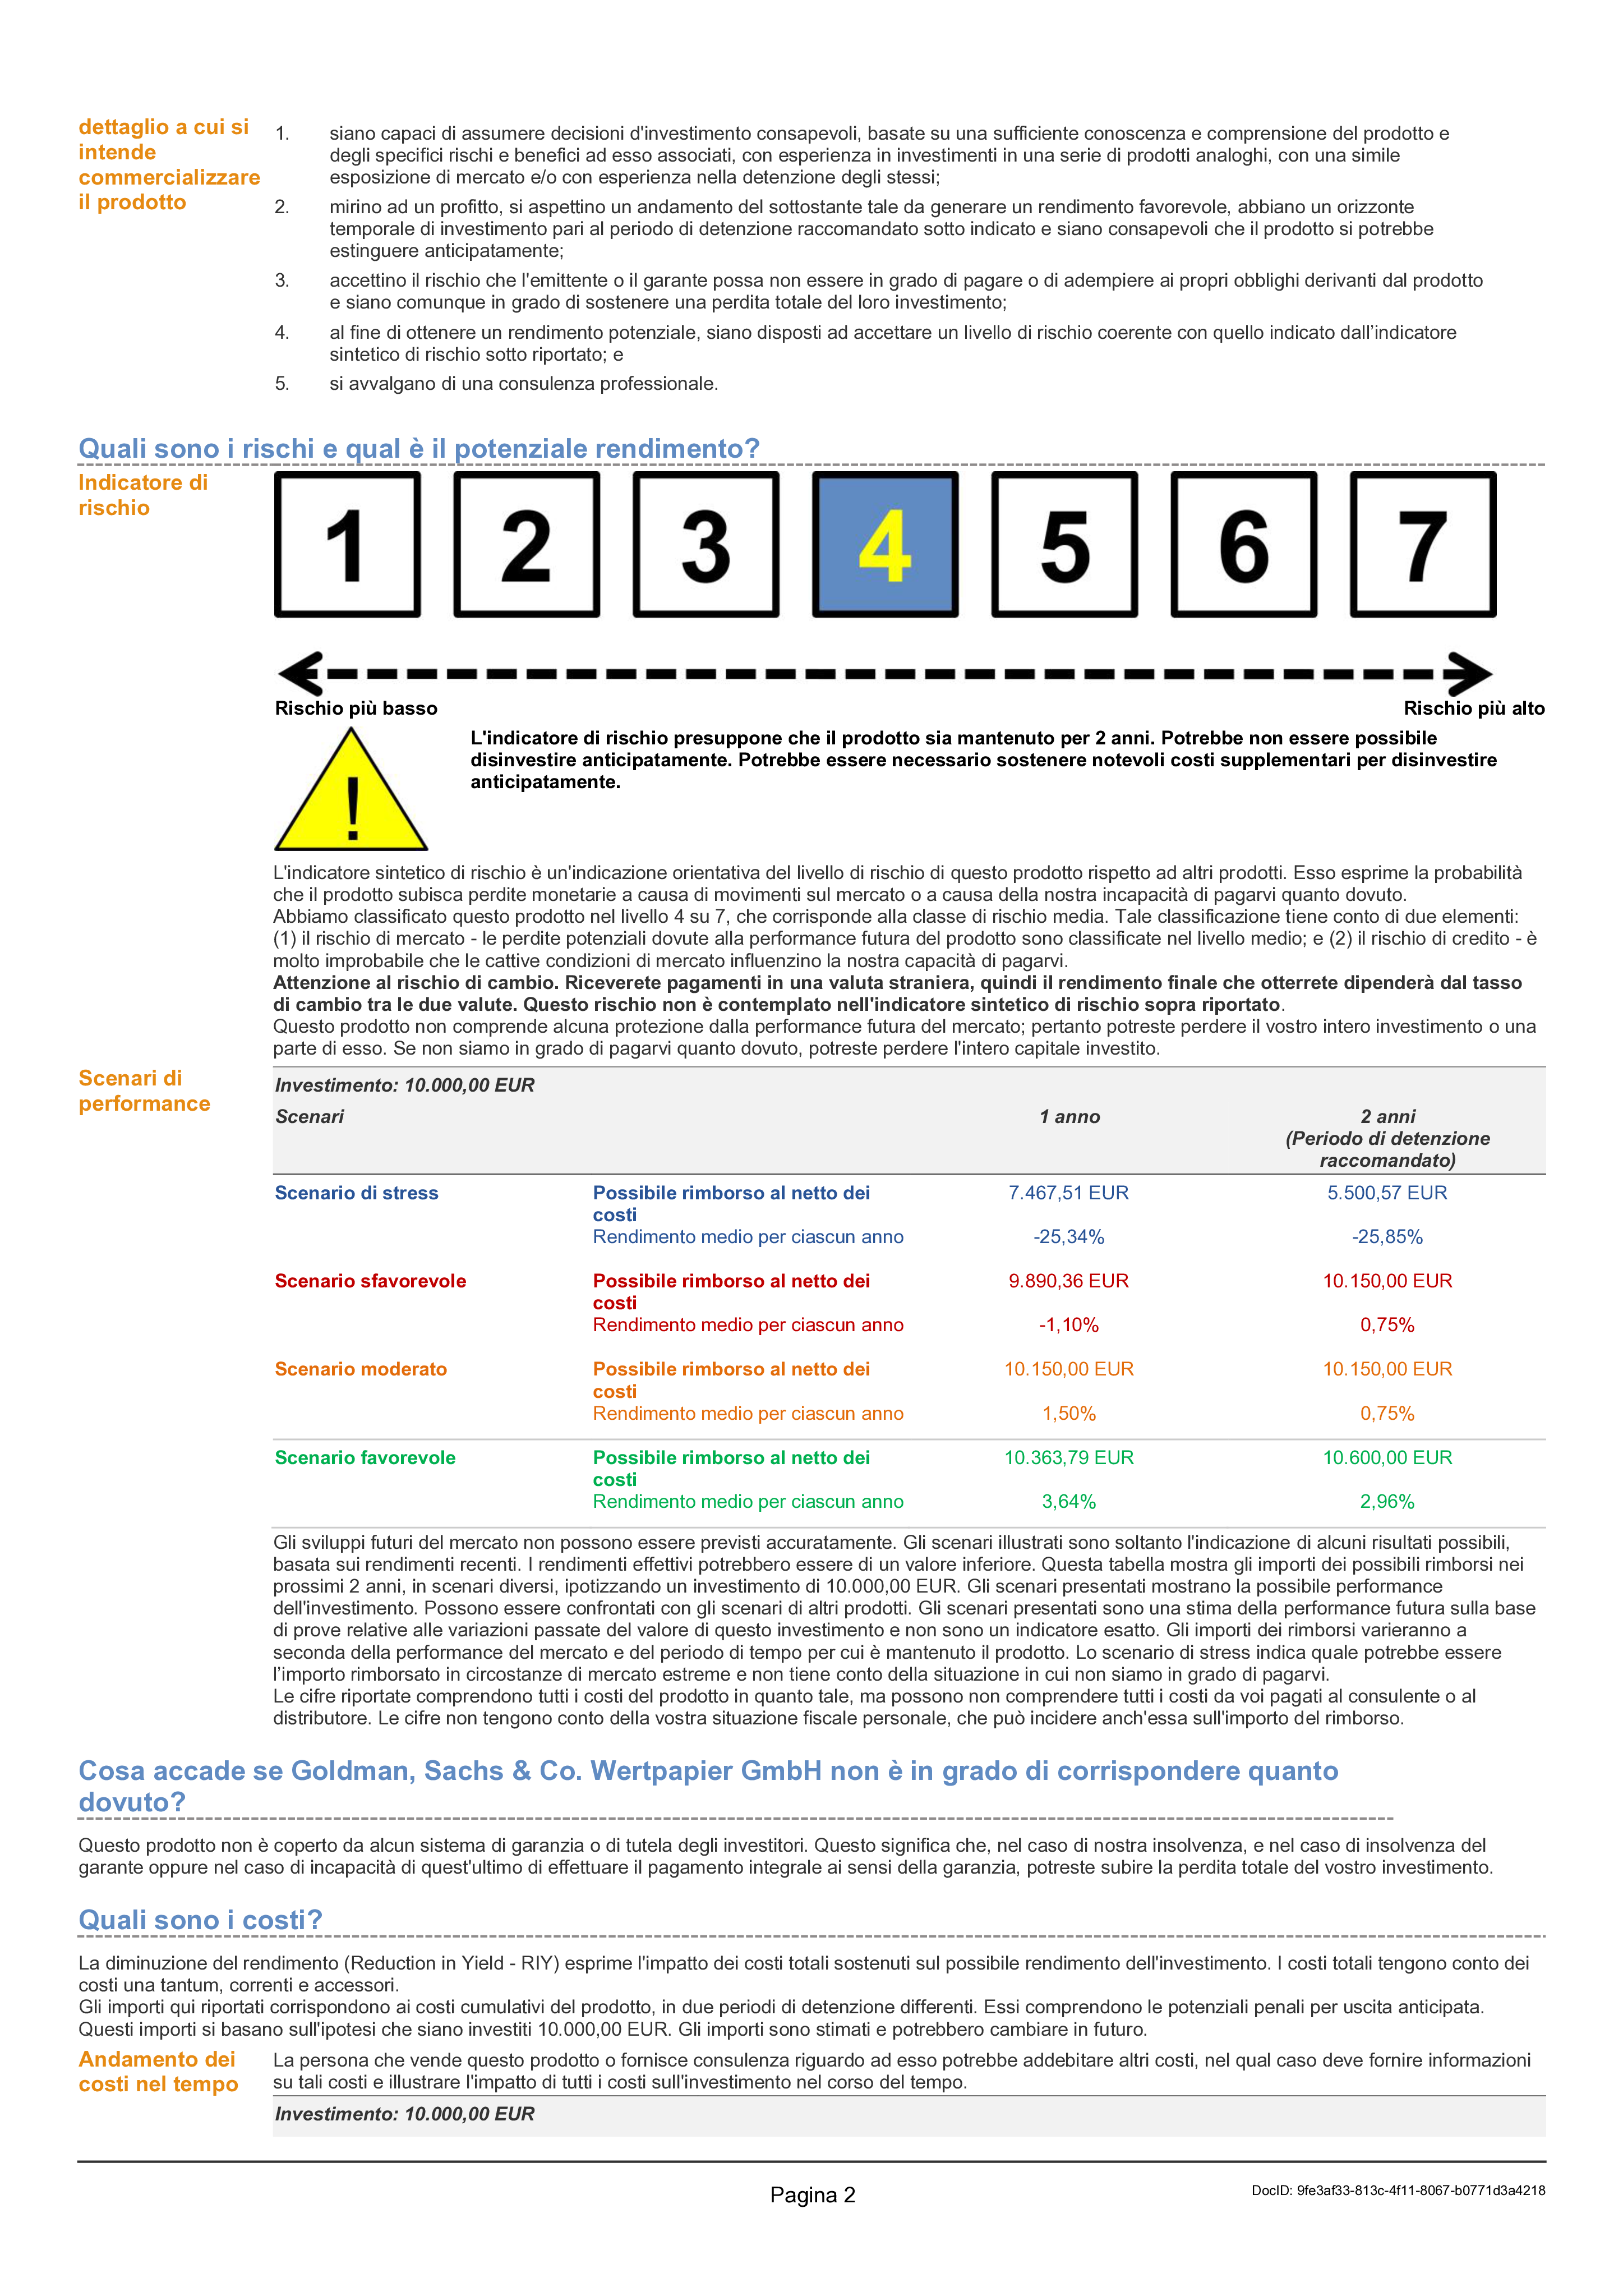 dettaglio a cui si
intende
commercializzare
il prodotto
1. siano capaci di assumere decisioni d'investimento consapevoli, basate su una sufficiente conoscenza e comprensione del prodotto e
degli specifici rischi e benefici ad esso associati, con esperienza in investimenti in una serie di prodotti analoghi, con una simile
esposizione di mercato e/o con esperienza nella detenzione degli stessi;
2. mirino ad un profitto, si aspettino un andamento del sottostante tale da generare un rendimento favorevole, abbiano un orizzonte
temporale di investimento pari al periodo di detenzione raccomandato sotto indicato e siano consapevoli che il prodotto si potrebbe
estinguere anticipatamente;
3. accettino il rischio che l'emittente o il garante possa non essere in grado di pagare o di adempiere ai propri obblighi derivanti dal prodotto
e siano comunque in grado di sostenere una perdita totale del loro investimento;
4. al fine di ottenere un rendimento potenziale, siano disposti ad accettare un livello di rischio coerente con quello indicato dall’indicatore
sintetico di rischio sotto riportato; e
5. si avvalgano di una consulenza professionale.
Quali sono i rischi e qual è il potenziale rendimento?
Indicatore di
rischio
1 2 3 4 5 6 7
Rischio più basso Rischio più alto
!
L'indicatore di rischio presuppone che il prodotto sia mantenuto per 2 anni. Potrebbe non essere possibile
disinvestire anticipatamente. Potrebbe essere necessario sostenere notevoli costi supplementari per disinvestire
anticipatamente.
L'indicatore sintetico di rischio è un'indicazione orientativa del livello di rischio di questo prodotto rispetto ad altri prodotti. Esso esprime la probabilità
che il prodotto subisca perdite monetarie a causa di movimenti sul mercato o a causa della nostra incapacità di pagarvi quanto dovuto.
Abbiamo classificato questo prodotto nel livello 4 su 7, che corrisponde alla classe di rischio media. Tale classificazione tiene conto di due elementi:
(1) il rischio di mercato - le perdite potenziali dovute alla performance futura del prodotto sono classificate nel livello medio; e (2) il rischio di credito - è
molto improbabile che le cattive condizioni di mercato influenzino la nostra capacità di pagarvi.
Attenzione al rischio di cambio. Riceverete pagamenti in una valuta straniera, quindi il rendimento finale che otterrete dipenderà dal tasso
di cambio tra le due valute. Questo rischio non è contemplato nell'indicatore sintetico di rischio sopra riportato.
Questo prodotto non comprende alcuna protezione dalla performance futura del mercato; pertanto potreste perdere il vostro intero investimento o una
parte di esso. Se non siamo in grado di pagarvi quanto dovuto, potreste perdere l'intero capitale investito.
Scenari di
performance
Investimento: 10.000,00 EUR
Scenari 1 anno 2 anni
(Periodo di detenzione
raccomandato)
Scenario di stress Possibile rimborso al netto dei 7.467,51 EUR 5.500,57 EUR
costi
Rendimento medio per ciascun anno -25,34% -25,85%
Scenario sfavorevole Possibile rimborso al netto dei 9.890,36 EUR 10.150,00 EUR
costi
Rendimento medio per ciascun anno -1,10% 0,75%
Scenario moderato Possibile rimborso al netto dei 10.150,00 EUR 10.150,00 EUR
costi
Rendimento medio per ciascun anno 1,50% 0,75%
Scenario favorevole Possibile rimborso al netto dei 10.363,79 EUR 10.600,00 EUR
costi
Rendimento medio per ciascun anno 3,64% 2,96%
Gli sviluppi futuri del mercato non possono essere previsti accuratamente. Gli scenari illustrati sono soltanto l'indicazione di alcuni risultati possibili,
basata sui rendimenti recenti. I rendimenti effettivi potrebbero essere di un valore inferiore. Questa tabella mostra gli importi dei possibili rimborsi nei
prossimi 2 anni, in scenari diversi, ipotizzando un investimento di 10.000,00 EUR. Gli scenari presentati mostrano la possibile performance
dell'investimento. Possono essere confrontati con gli scenari di altri prodotti. Gli scenari presentati sono una stima della performance futura sulla base
di prove relative alle variazioni passate del valore di questo investimento e non sono un indicatore esatto. Gli importi dei rimborsi varieranno a
seconda della performance del mercato e del periodo di tempo per cui è mantenuto il prodotto. Lo scenario di stress indica quale potrebbe essere
l’importo rimborsato in circostanze di mercato estreme e non tiene conto della situazione in cui non siamo in grado di pagarvi.
Le cifre riportate comprendono tutti i costi del prodotto in quanto tale, ma possono non comprendere tutti i costi da voi pagati al consulente o al
distributore. Le cifre non tengono conto della vostra situazione fiscale personale, che può incidere anch'essa sull'importo del rimborso.
Cosa accade se Goldman, Sachs & Co. Wertpapier GmbH non è in grado di corrispondere quanto
dovuto?
Questo prodotto non è coperto da alcun sistema di garanzia o di tutela degli investitori. Questo significa che, nel caso di nostra insolvenza, e nel caso di insolvenza del
garante oppure nel caso di incapacità di quest'ultimo di effettuare il pagamento integrale ai sensi della garanzia, potreste subire la perdita totale del vostro investimento.
Quali sono i costi?
La diminuzione del rendimento (Reduction in Yield - RIY) esprime l'impatto dei costi totali sostenuti sul possibile rendimento dell'investimento. I costi totali tengono conto dei
costi una tantum, correnti e accessori.
Gli importi qui riportati corrispondono ai costi cumulativi del prodotto, in due periodi di detenzione differenti. Essi comprendono le potenziali penali per uscita anticipata.
Questi importi si basano sull'ipotesi che siano investiti 10.000,00 EUR. Gli importi sono stimati e potrebbero cambiare in futuro.
Andamento dei
costi nel tempo
La persona che vende questo prodotto o fornisce consulenza riguardo ad esso potrebbe addebitare altri costi, nel qual caso deve fornire informazioni
su tali costi e illustrare l'impatto di tutti i costi sull'investimento nel corso del tempo.
Investimento: 10.000,00 EUR
Pagina 2
DocID: 9fe3af33-813c-4f11-8067-b0771d3a4218